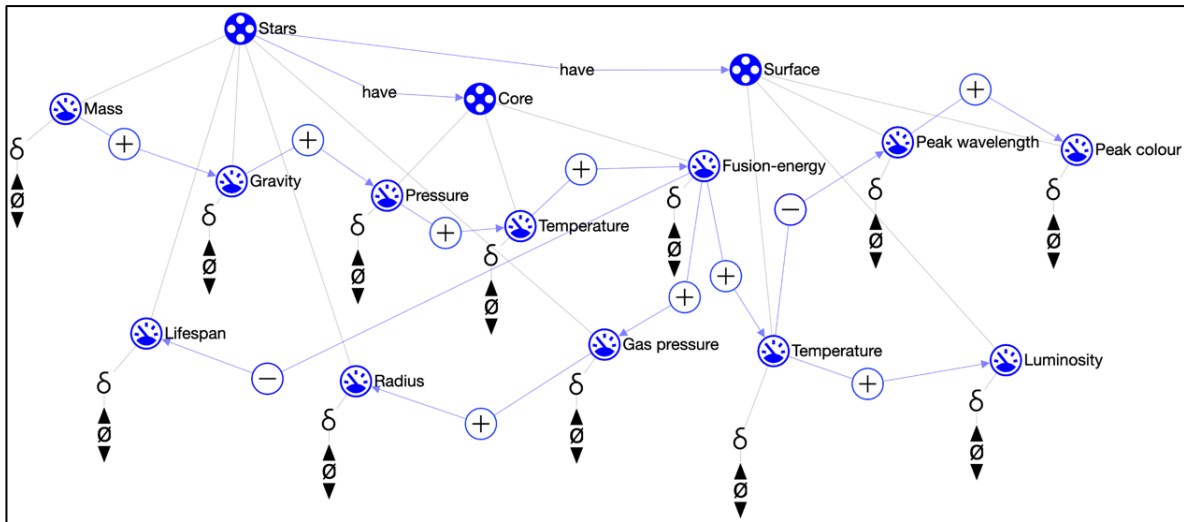 Stars
have
Surface
have
Core
Mass
+
δ
+
Gravity
+
Pressure
+
Temperature
+
Fusion-energy
+
Peak wavelength
Peak colour
−
δ
Ø
δ
Ø
δ
Ø
δ
Ø
δ
Ø
δ
Ø
Ø
+
+
Lifespan
−
Radius
Gas pressure
+
Temperature
+
Luminosity
δ
Ø
δ
Ø
δ
Ø
δ
Ø
δ
Ø